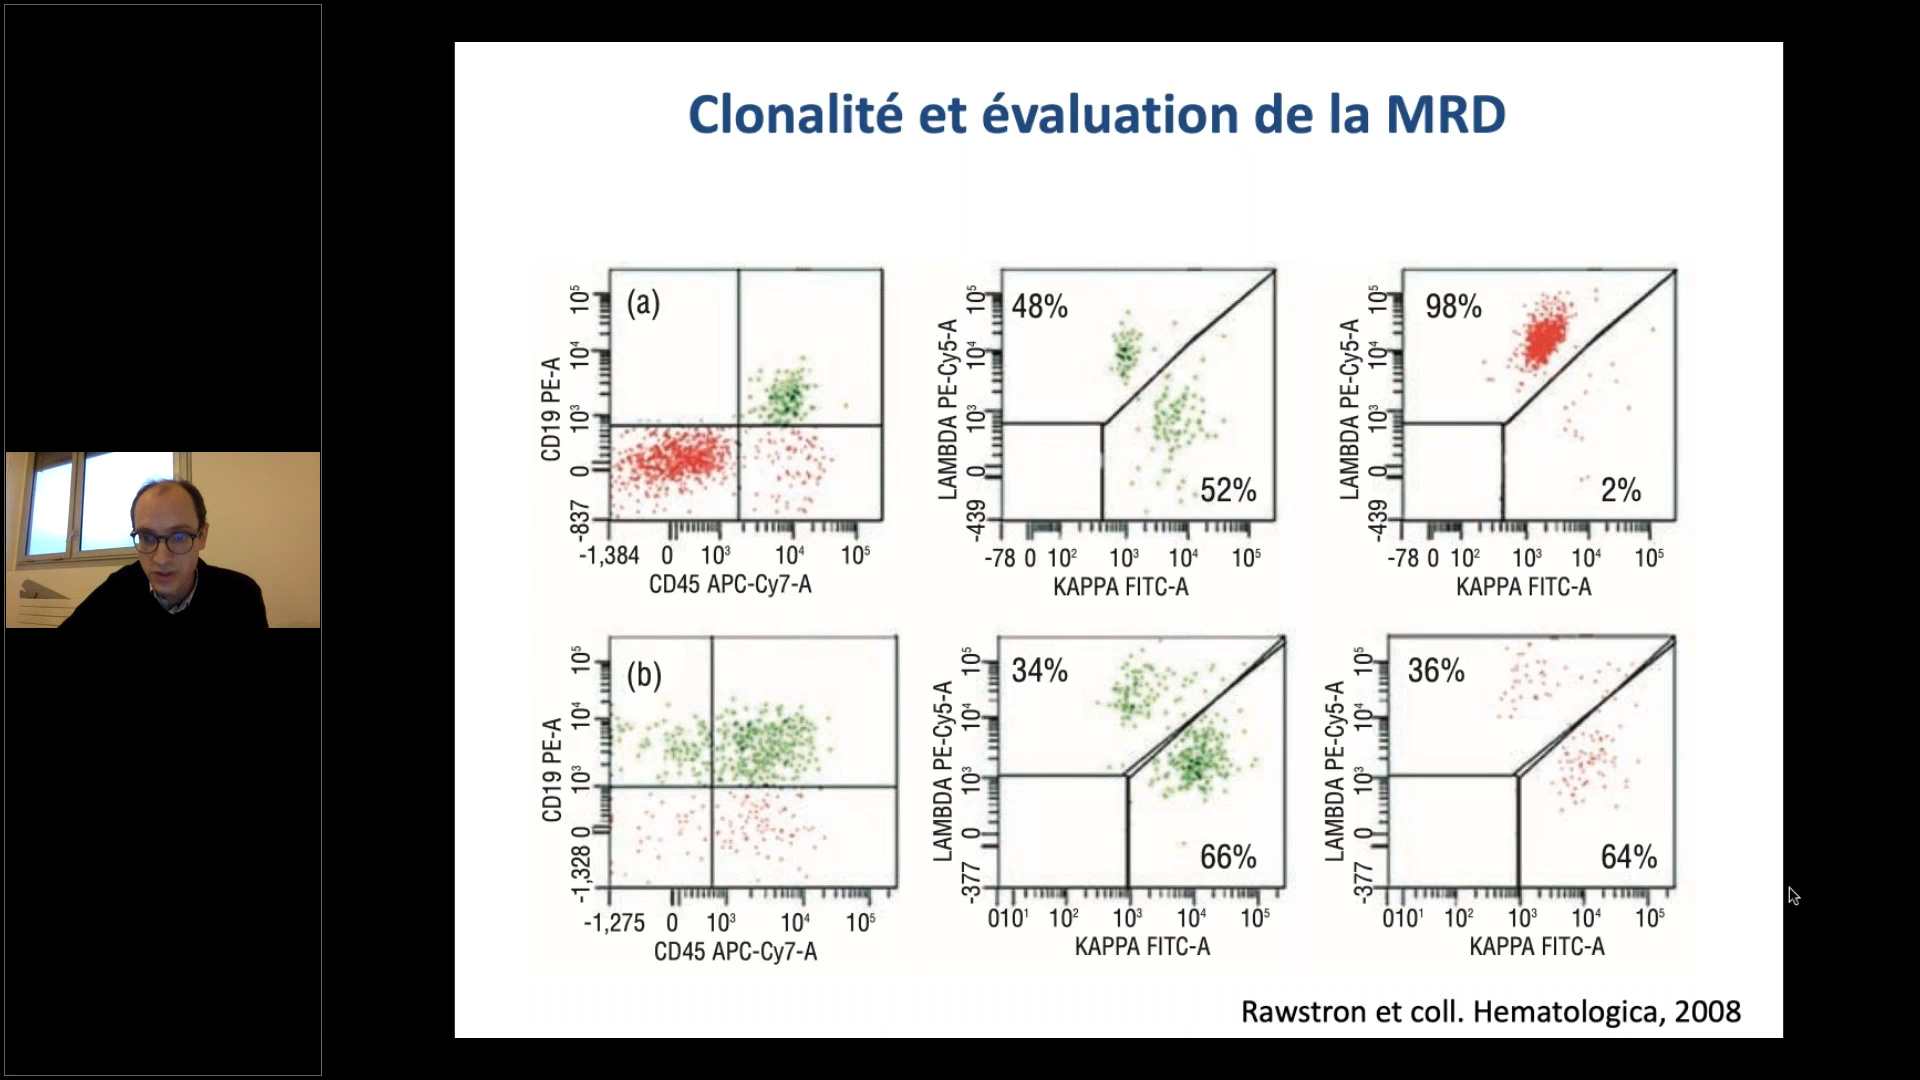 Clonalité et évaluation de la MRD
(a)
CD19 PE-A
10⁵
10⁴
10³
0
-837
-1,384 0 10³ 10⁴ 10⁵
CD45 APC-Cy7-A
48%
52%
LAMBDA PE-Cy5-A
10⁵
10⁴
10³
0
-439
-78 0 10² 10³ 10⁴ 10⁵
KAPPA FITC-A
98%
2%
LAMBDA PE-Cy5-A
10⁵
10⁴
10³
0
-439
-78 0 10² 10³ 10⁴ 10⁵
KAPPA FITC-A
(b)
CD19 PE-A
10⁵
10⁴
10³
0
-1,328
-1,275 0 10³ 10⁴ 10⁵
CD45 APC-Cy7-A
34%
66%
LAMBDA PE-Cy5-A
10⁵
10⁴
10³
0
-377
010¹ 10² 10³ 10⁴ 10⁵
KAPPA FITC-A
36%
64%
LAMBDA PE-Cy5-A
10⁵
10⁴
10³
0
-377
010¹ 10² 10³ 10⁴ 10⁵
KAPPA FITC-A
Rawstron et coll. Hematologica, 2008